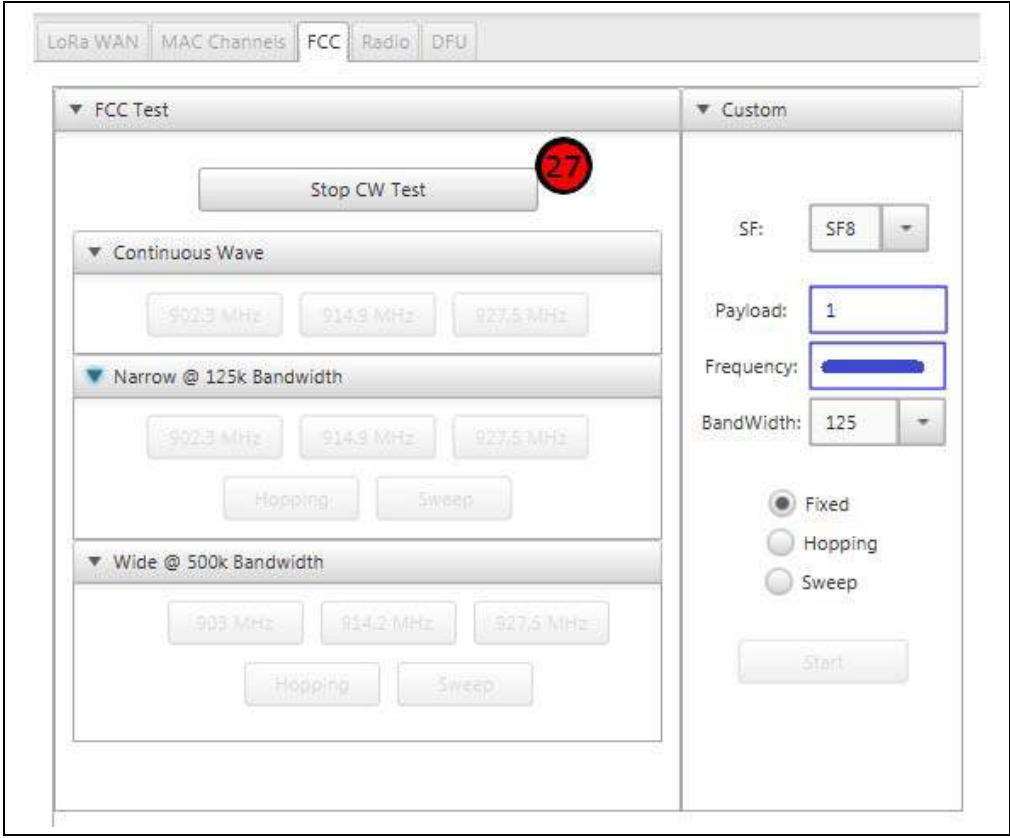 LoRa WAN MAC Channels FCC Radio DFU
FCC Test
27
Stop CW Test
Continuous Wave
902.3 MHz 914.9 MHz 927.5 MHz
Narrow @ 125k Bandwidth
902.3 MHz 914.9 MHz 927.5 MHz
Hopping Sweep
Wide @ 500k Bandwidth
903 MHz 914.2 MHz 927.5 MHz
Hopping Sweep
Custom
SF: SF8
Payload: 1
Frequency:
BandWidth: 125
Fixed
Hopping
Sweep
Start